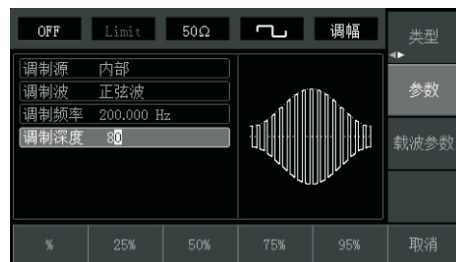 OFF Limit 50Ω 调幅 类型
调制源 内部
调制波 正弦波
调制频率 200.000 Hz
调制深度 80
参数
载波参数
% 25% 50% 75% 95% 取消